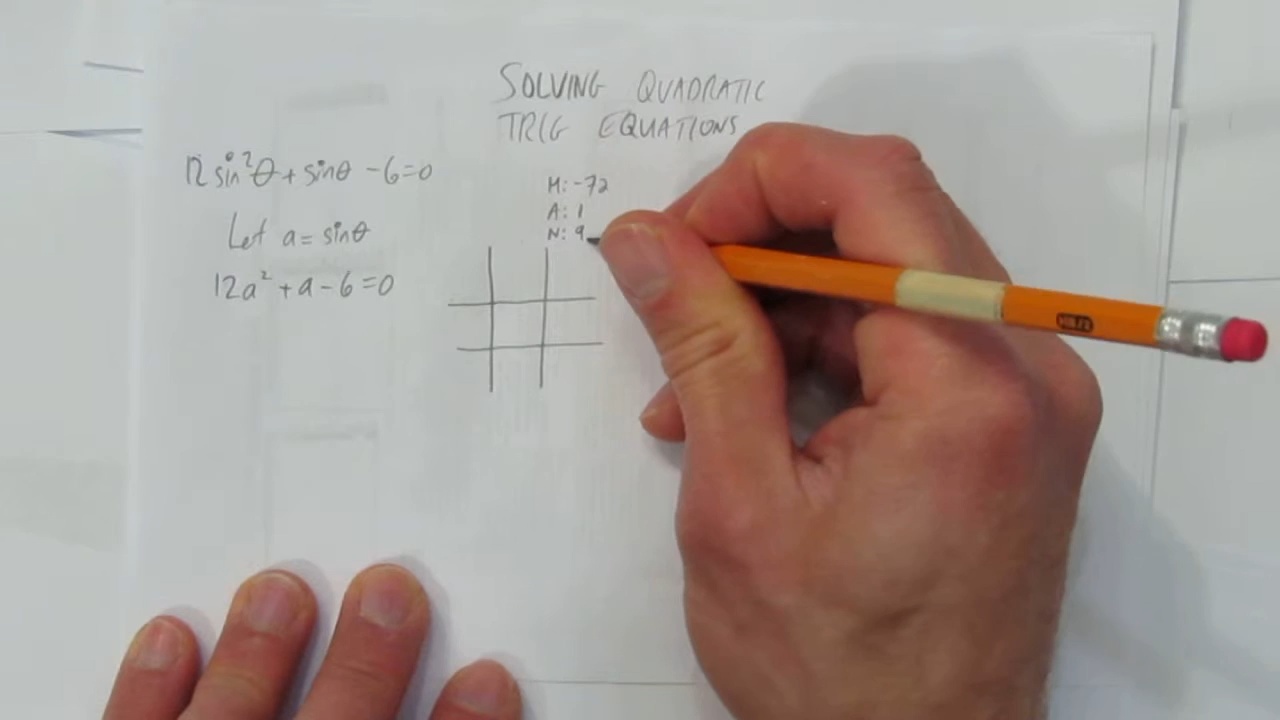 SOLVING QUADRATIC
TRIG EQUATIONS
12 sin²θ + sinθ - 6 = 0
Let a = sinθ
12a² + a - 6 = 0
M: -72
A: 1
N: 9